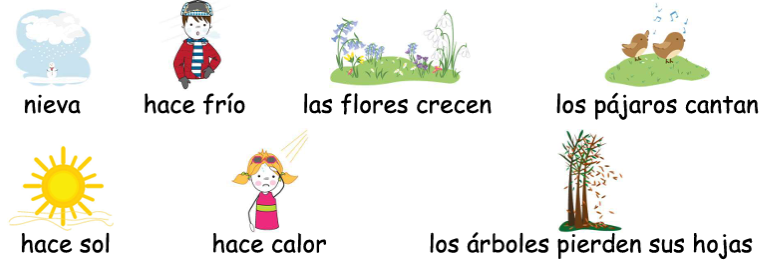 nieva
hace frío
las flores crecen
los pájaros cantan
hace sol
hace calor
los árboles pierden sus hojas